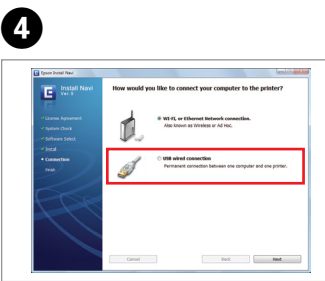 4
Epson Install Navi
Install Navi
Ver. 3
How would you like to connect your computer to the printer?
License Agreement
System Check
Software Select
Install
Connection
Finish
Wi-Fi, or Ethernet Network connection.
Also known as Wireless or Ad Hoc.
USB wired connection
Permanent connection between one computer and one printer.
Cancel
Back
Next